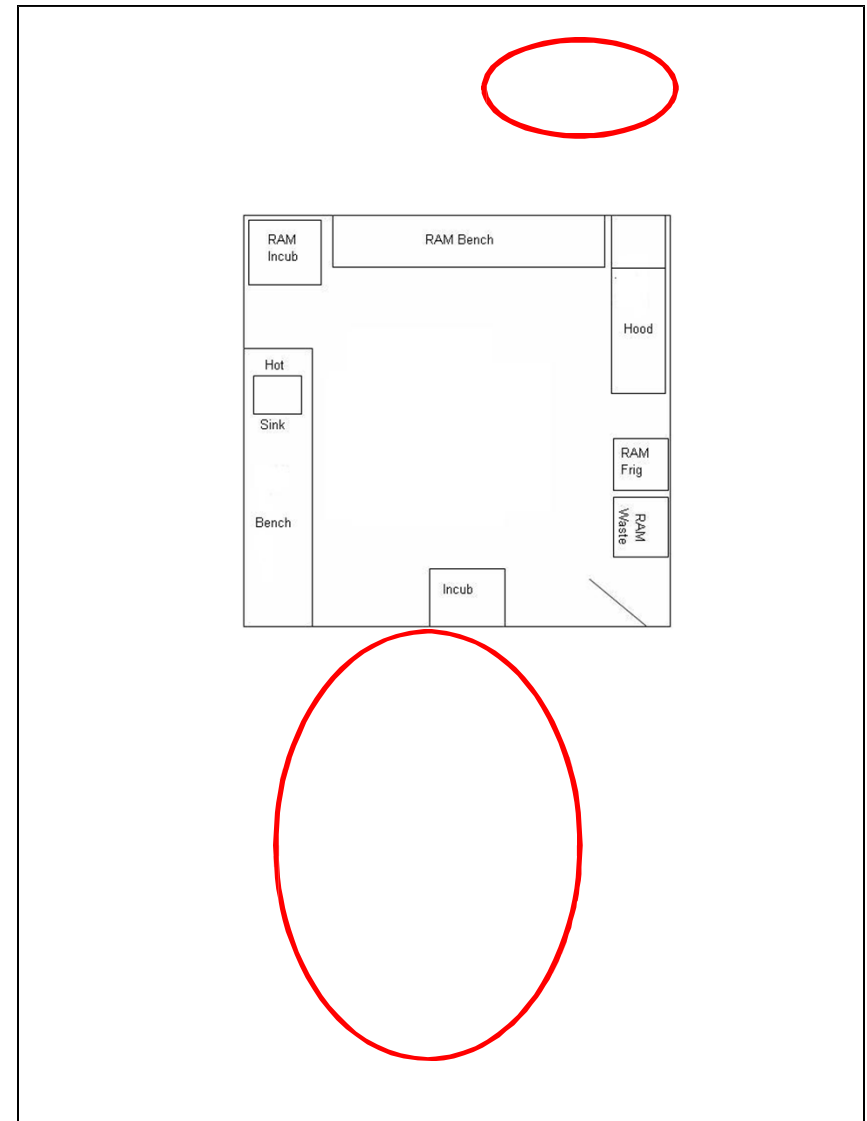 RAM
Incub
RAM Bench
Hood
Hot
Sink
RAM
Frig
RAM
Waste
Bench
Incub